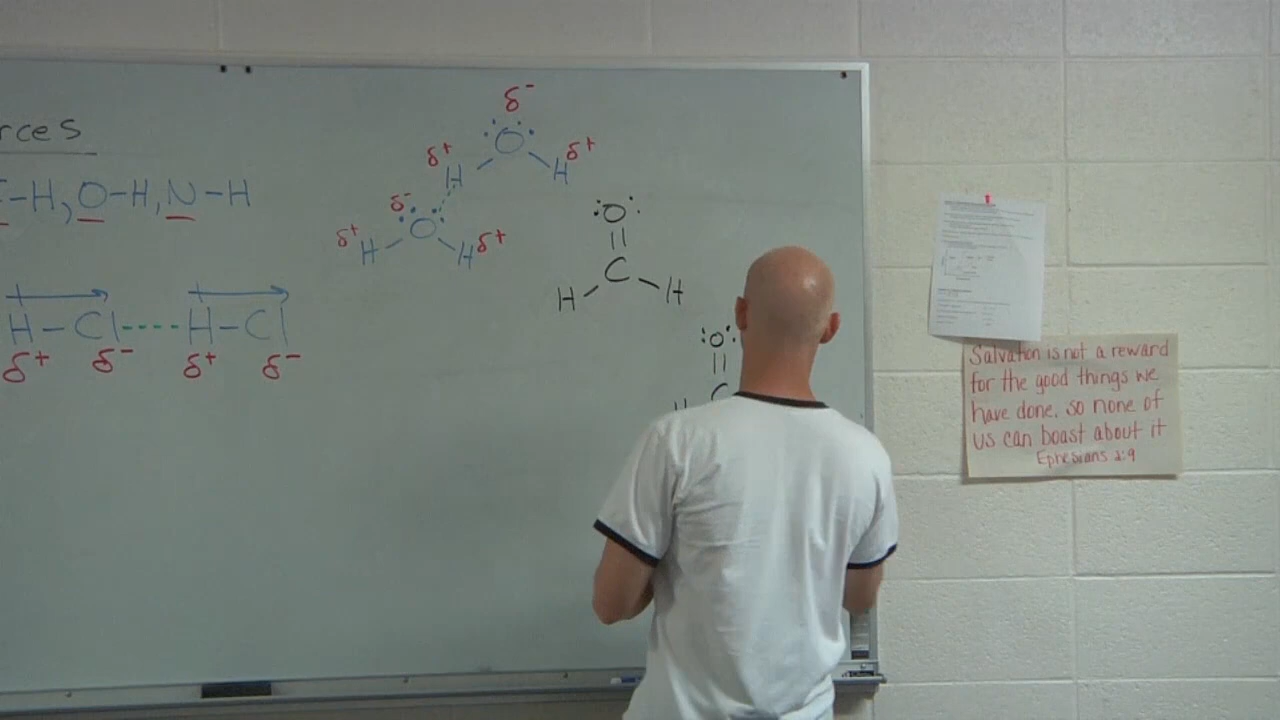 rces
-H, O-H, N-H
H-Cl----H-Cl
δ+ δ- δ+ δ-
δ-
O
δ+ H H δ+
δ-
O
δ+ H H δ+
O
||
C
H H
O
||
C
H
Salvation is not a reward
for the good things we
have done, so none of
us can boast about it
Ephesians 2:9